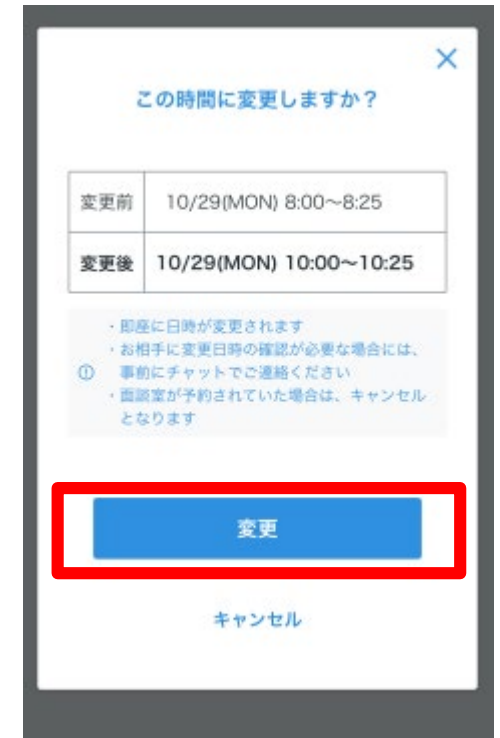 この時間に変更しますか？
変更前 10/29(MON) 8:00〜8:25
変更後 10/29(MON) 10:00〜10:25
・即座に日時が変更されます
・お相手に変更日時の確認が必要な場合には、
事前にチャットでご連絡ください
・面談室が予約されていた場合は、キャンセル
となります
変更
キャンセル